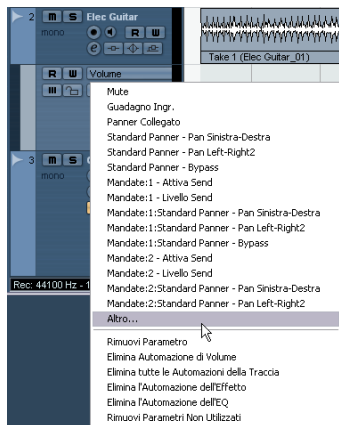 2 M S Elec Guitar
mono R W
e
Take 1 (Elec Guitar_01)
R W Volume
Mute
Guadagno Ingr.
Panner Collegato
Standard Panner - Pan Sinistra-Destra
Standard Panner - Pan Left-Right2
Standard Panner - Bypass
Mandate:1 - Attiva Send
Mandate:1 - Livello Send
Mandate:1:Standard Panner - Pan Sinistra-Destra
Mandate:1:Standard Panner - Pan Left-Right2
Mandate:1:Standard Panner - Bypass
Mandate:2 - Attiva Send
Mandate:2 - Livello Send
Mandate:2:Standard Panner - Pan Sinistra-Destra
Mandate:2:Standard Panner - Pan Left-Right2
Altro...
Rimuovi Parametro
Elimina Automazione di Volume
Elimina tutte le Automazioni della Traccia
Elimina l'Automazione dell'Effetto
Elimina l'Automazione dell'EQ
Rimuovi Parametri Non Utilizzati
3 M S
mono
Rec: 44100 Hz - 1